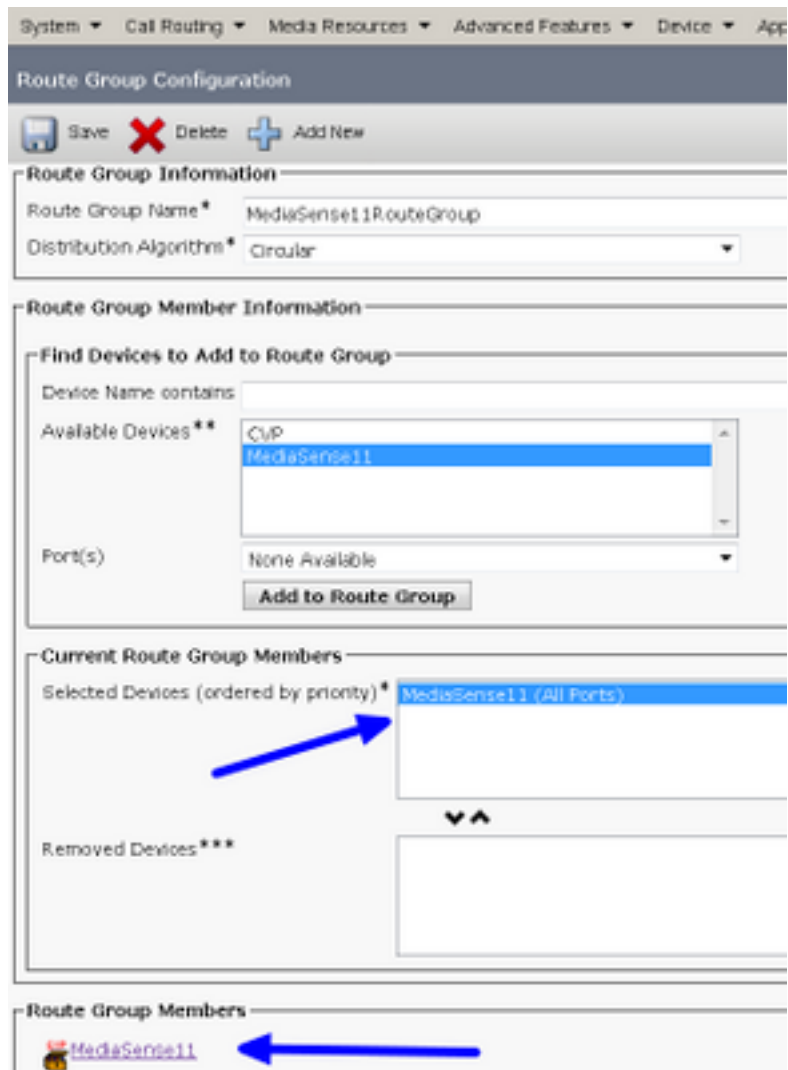 System Call Routing Media Resources Advanced Features Device App
Route Group Configuration
Save Delete Add New
Route Group Information
Route Group Name* MediaSense11RouteGroup
Distribution Algorithm* Circular
Route Group Member Information
Find Devices to Add to Route Group
Device Name contains
Available Devices** CVP
MediaSense11
Port(s) None Available
Add to Route Group
Current Route Group Members
Selected Devices (ordered by priority)* MediaSense11 (All Ports)
Removed Devices***
Route Group Members
MediaSense11